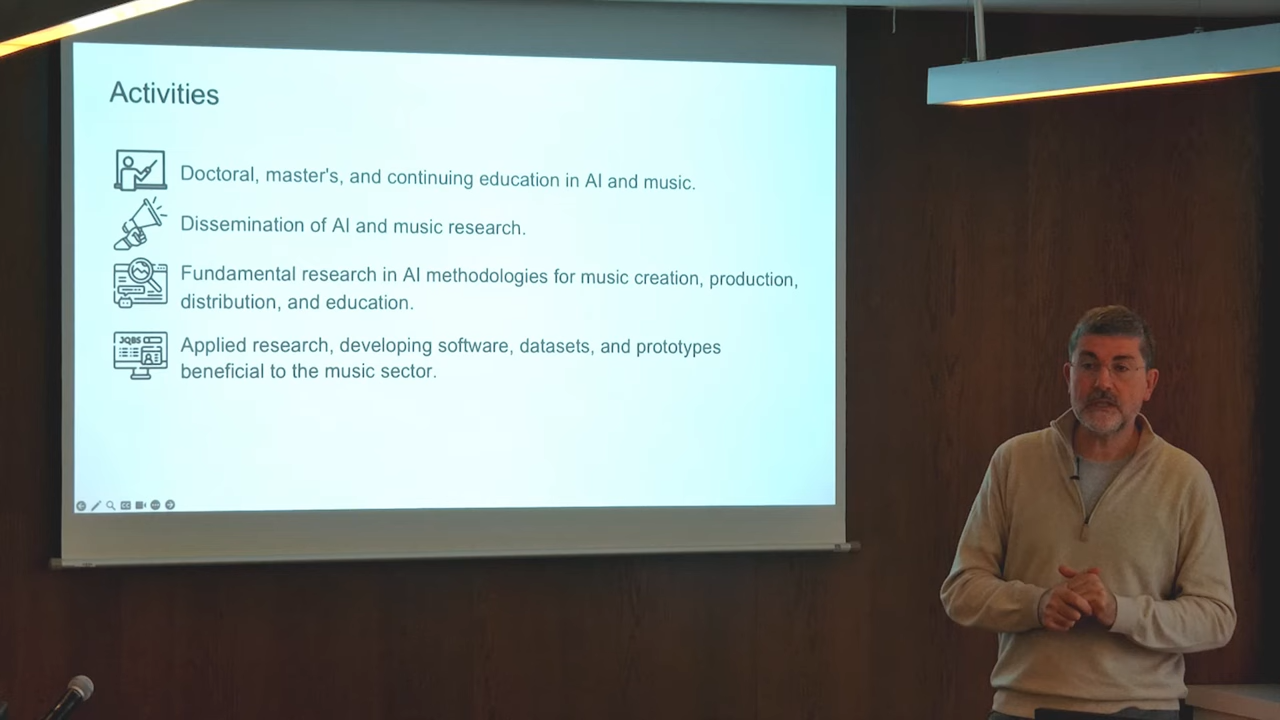 Activities
Doctoral, master's, and continuing education in AI and music.
Dissemination of AI and music research.
Fundamental research in AI methodologies for music creation, production,
distribution, and education.
JOBS
Applied research, developing software, datasets, and prototypes
beneficial to the music sector.